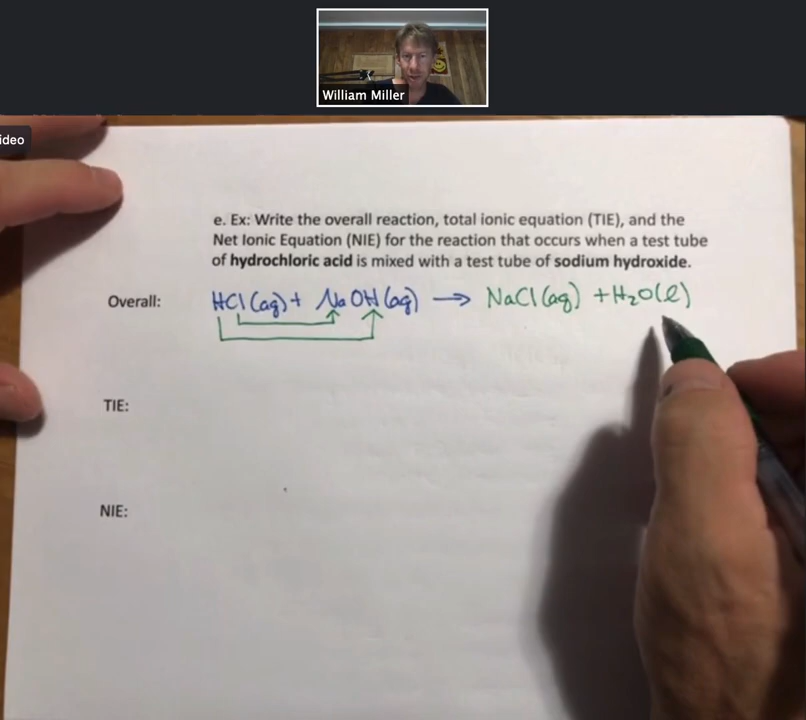 William Miller
ideo
e. Ex: Write the overall reaction, total ionic equation (TIE), and the
Net Ionic Equation (NIE) for the reaction that occurs when a test tube
of hydrochloric acid is mixed with a test tube of sodium hydroxide.
Overall: HCl(aq) + NaOH(aq) → NaCl(aq) + H₂O(l)
TIE:
NIE: